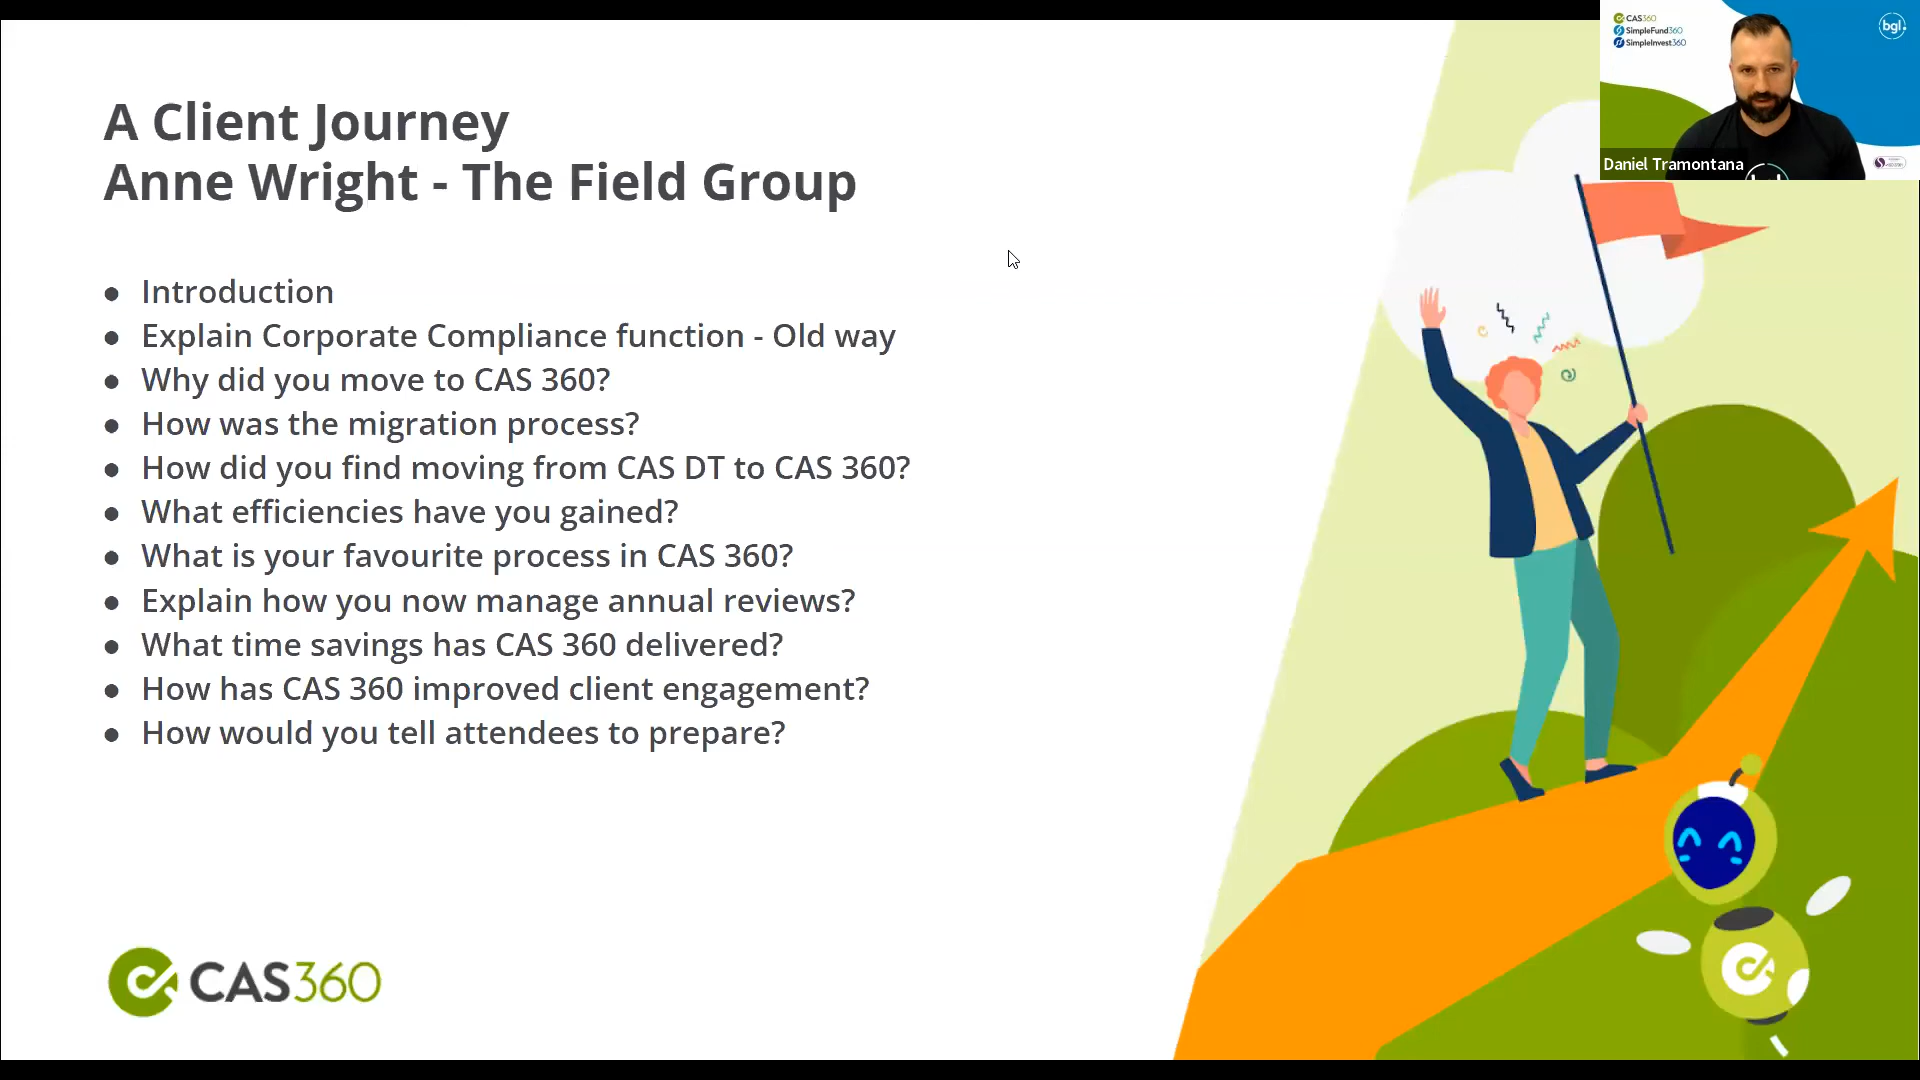 A Client Journey
Anne Wright - The Field Group
Introduction
Explain Corporate Compliance function - Old way
Why did you move to CAS 360?
How was the migration process?
How did you find moving from CAS DT to CAS 360?
What efficiencies have you gained?
What is your favourite process in CAS 360?
Explain how you now manage annual reviews?
What time savings has CAS 360 delivered?
How has CAS 360 improved client engagement?
How would you tell attendees to prepare?
CAS360
CAS360
SimpleFund360
SimpleInvest360
bgl.
Daniel Tramontana